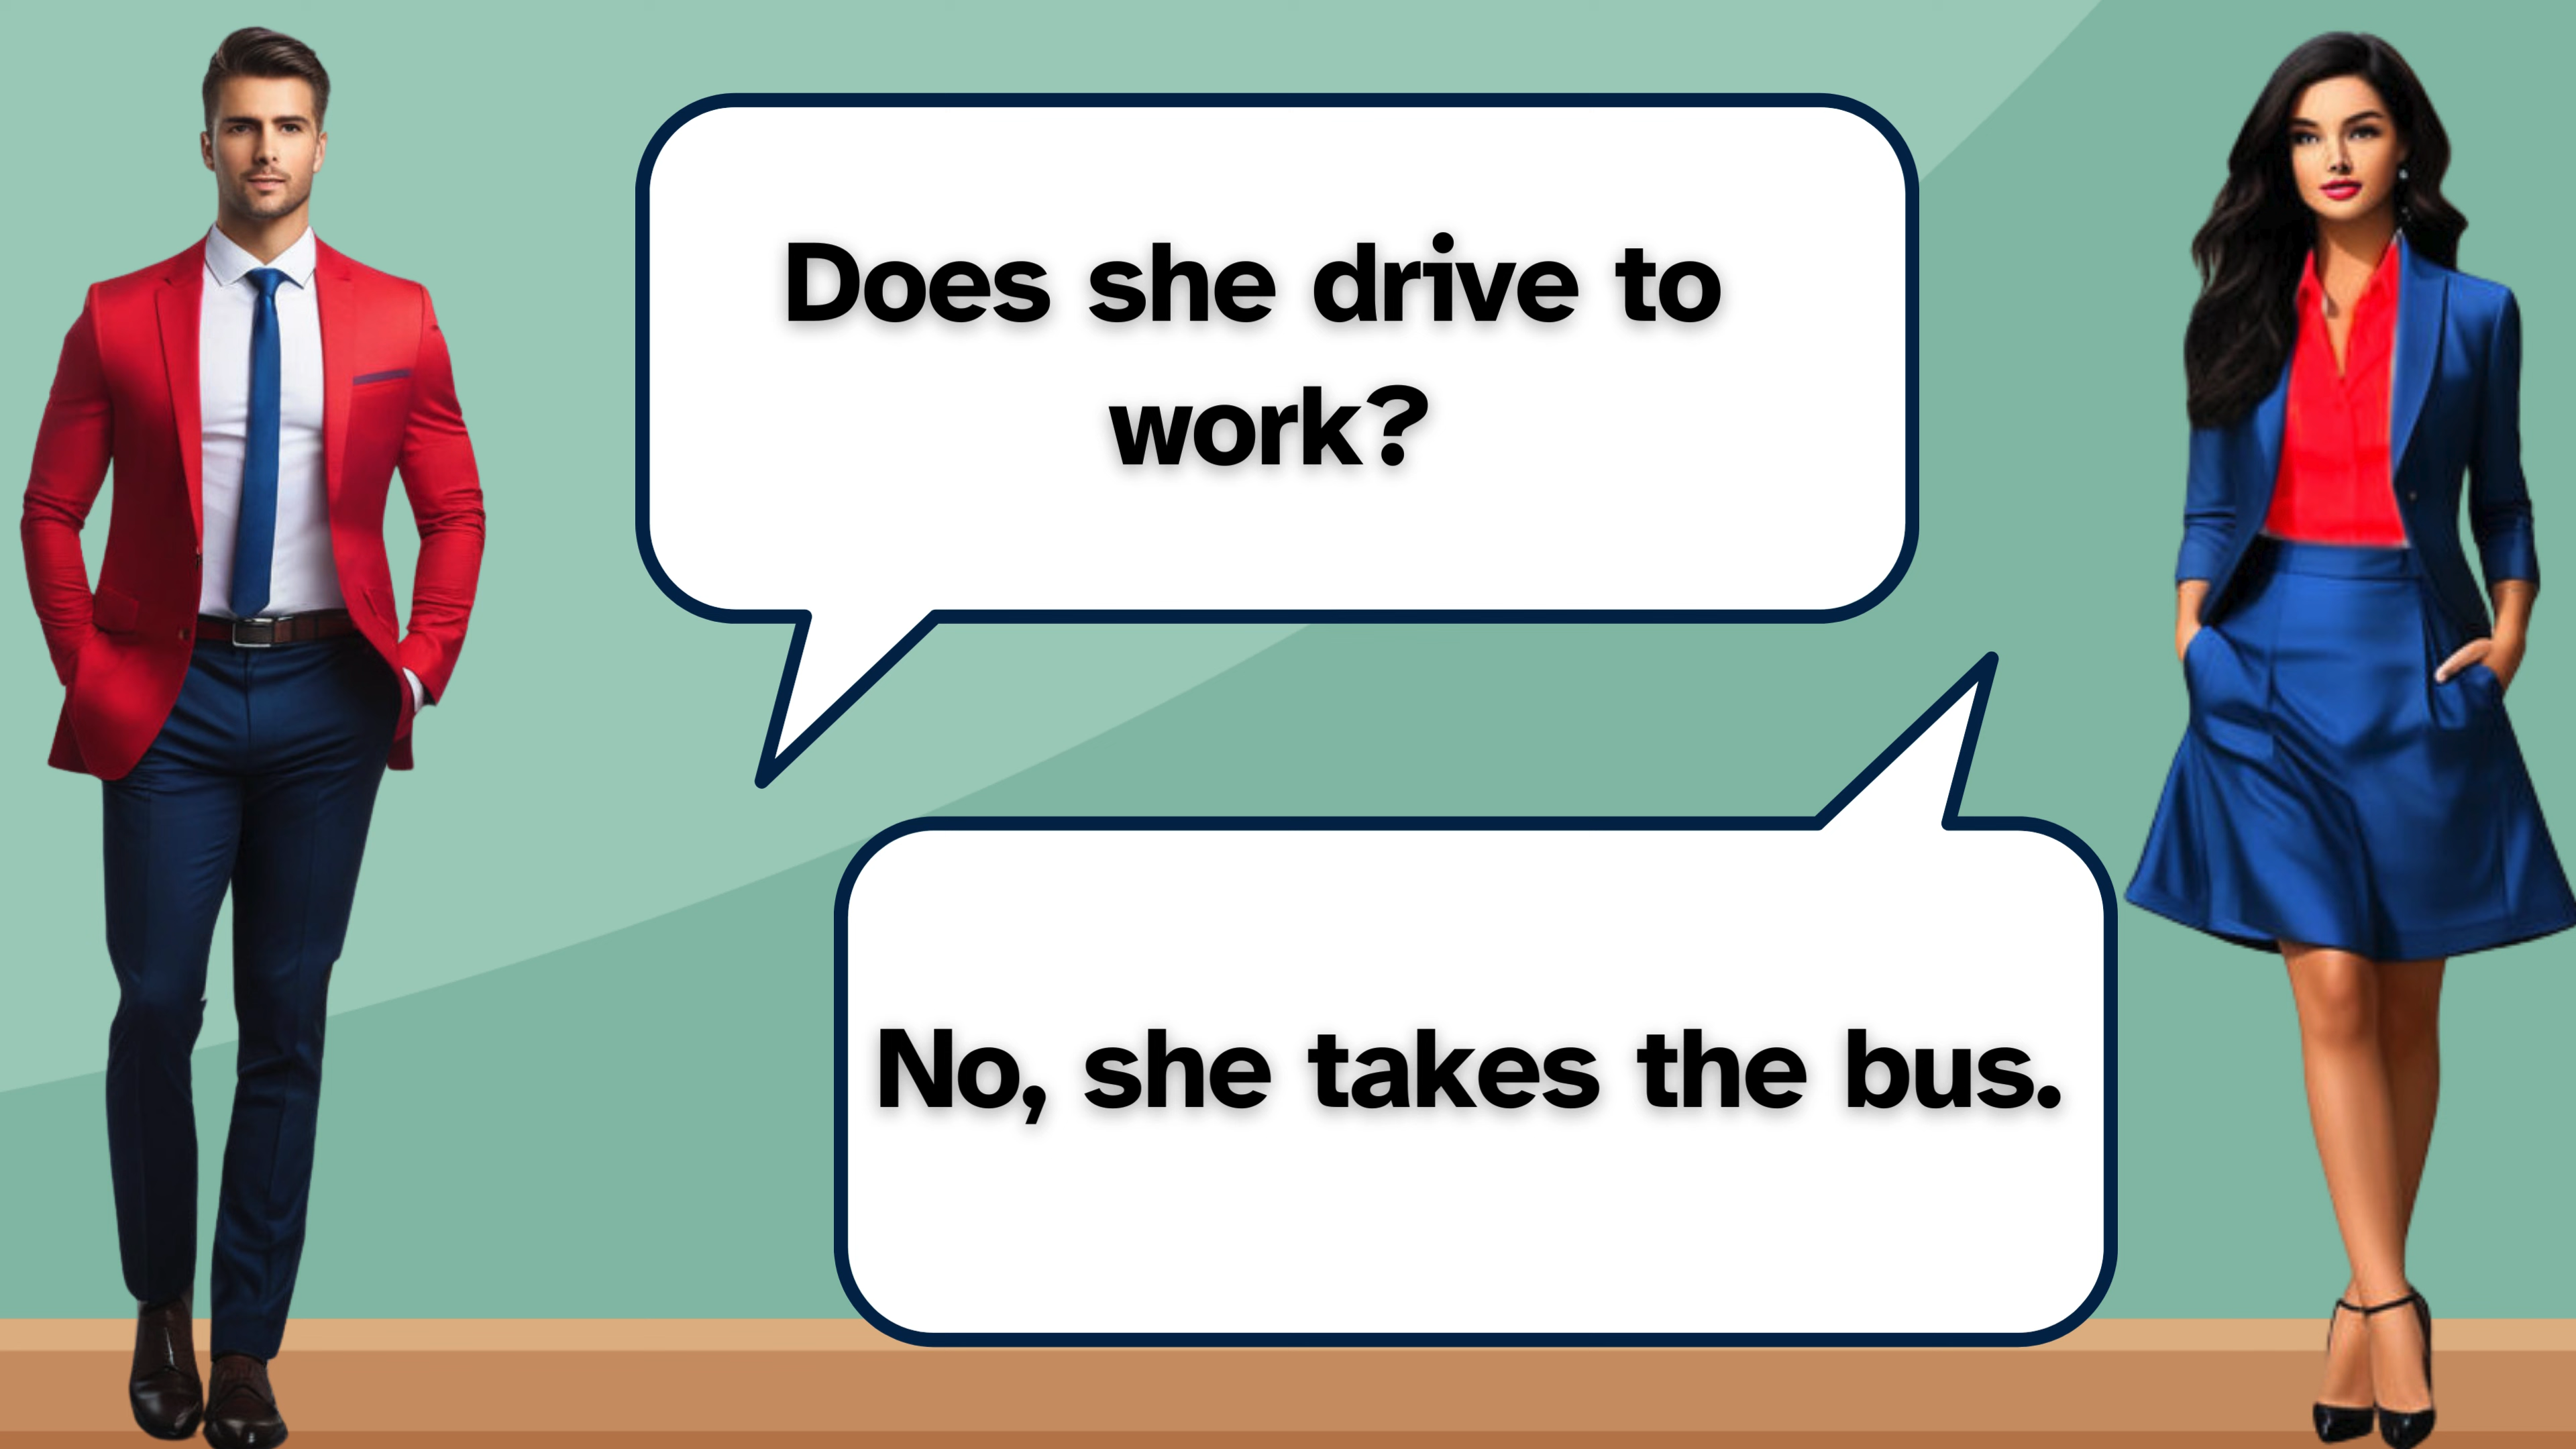 Does she drive to
work?
No, she takes the bus.